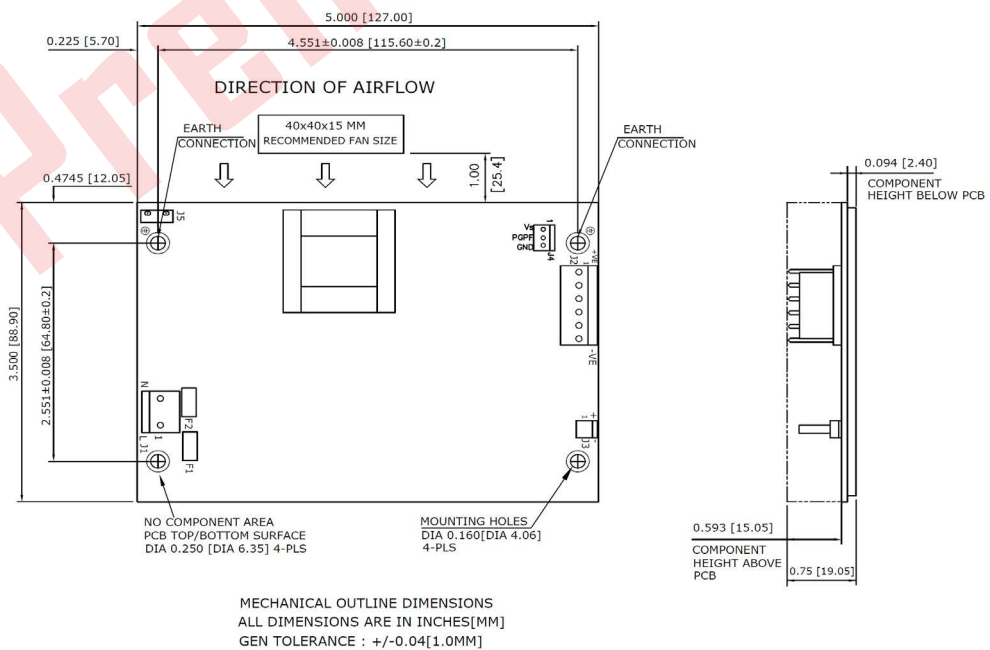 5.000 [127.00]
0.225 [5.70]
4.551±0.008 [115.60±0.2]
DIRECTION OF AIRFLOW
40x40x15 MM
RECOMMENDED FAN SIZE
EARTH
CONNECTION
EARTH
CONNECTION
1.00
[25.4]
0.4745 [12.05]
0.094 [2.40]
COMPONENT
HEIGHT BELOW PCB
J5
1
Vs
PGPF
GND
J4
J2
1
+VE
-VE
3.500 [88.90]
2.551±0.008 [64.80±0.2]
N
L
J1
1
F2
F1
+
1
-
J3
NO COMPONENT AREA
PCB TOP/BOTTOM SURFACE
DIA 0.250 [DIA 6.35] 4-PLS
MOUNTING HOLES
DIA 0.160[DIA 4.06]
4-PLS
0.593 [15.05]
COMPONENT
HEIGHT ABOVE
PCB
0.75 [19.05]
MECHANICAL OUTLINE DIMENSIONS
ALL DIMENSIONS ARE IN INCHES[MM]
GEN TOLERANCE : +/-0.04[1.0MM]